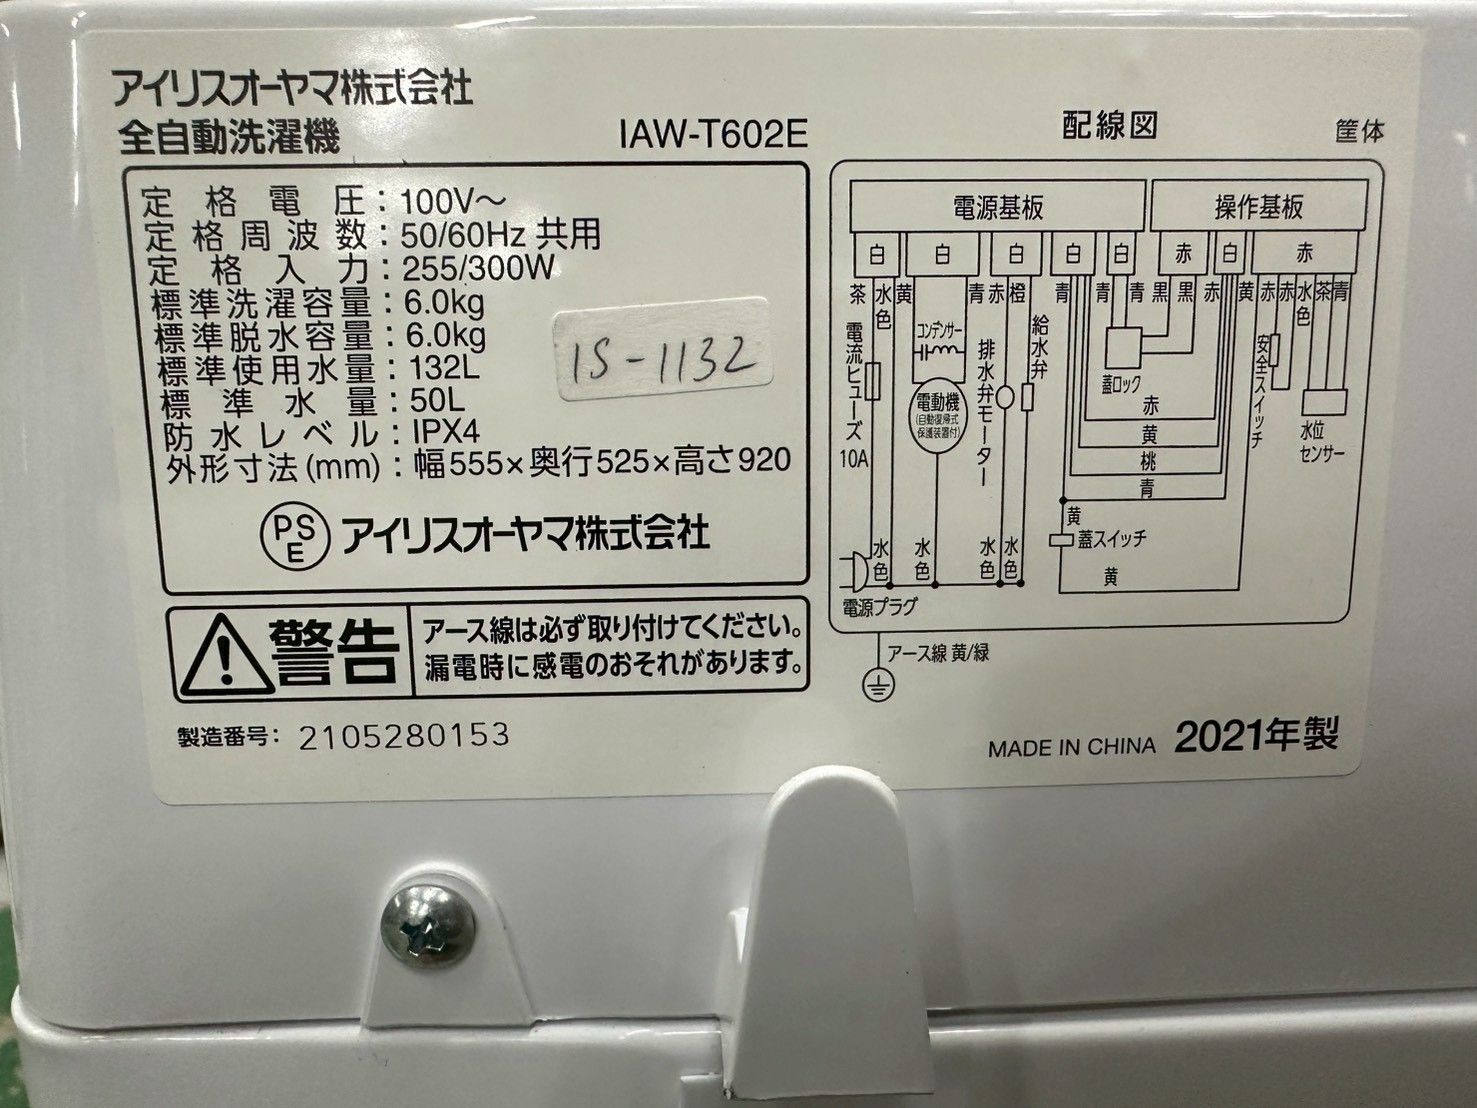 アイリスオーヤマ株式会社
全自動洗濯機 IAW-T602E
定格電圧：100V～
定格周波数：50/60Hz 共用
定格入力：255/300W
標準洗濯容量：6.0kg
標準脱水容量：6.0kg
標準使用水量：132L
標準水量：50L
防水レベル：IPX4
外形寸法(mm)：幅555×奥行525×高さ920
IS-1132
PS
E
アイリスオーヤマ株式会社
警告
アース線は必ず取り付けてください。
漏電時に感電のおそれがあります。
製造番号： 2105280153
配線図 筐体
電源基板 操作基板
白 白 白 白 白 赤 白 赤
茶 水色 黄 青 赤 橙 青 青 青 黒 黒 赤 黄 赤 赤 水色 茶 青
電流ヒューズ
10A
コンデンサー
電動機
(自動復帰式
保護装置付)
排水弁モーター
給水弁
蓋ロック
安全スイッチ
水位
センサー
赤
黄
桃
青
黄
蓋スイッチ
黄
水色 水色 水色 水色
電源プラグ
アース線 黄/緑
MADE IN CHINA 2021年製